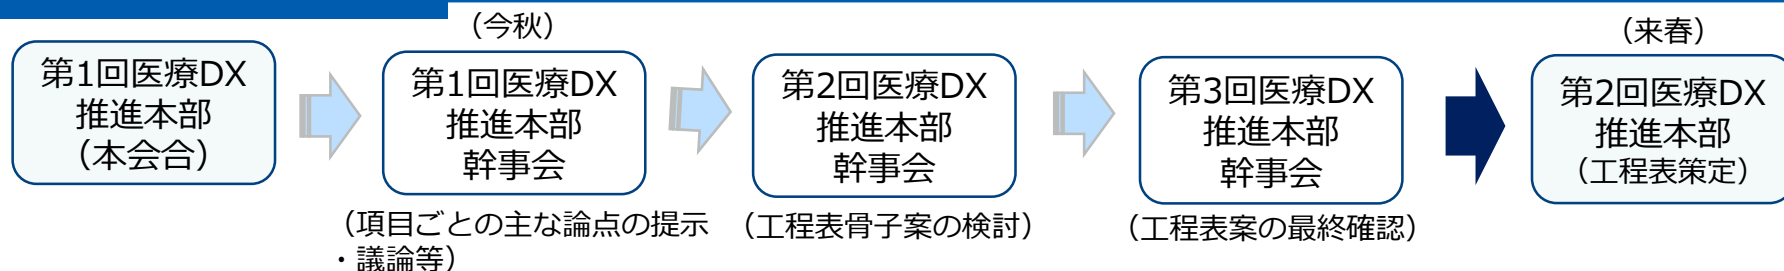 第1回医療DX
推進本部
（本会合）
（今秋）
第1回医療DX
推進本部
幹事会
（項目ごとの主な論点の提示
・議論等）
第2回医療DX
推進本部
幹事会
（工程表骨子案の検討）
第3回医療DX
推進本部
幹事会
（工程表案の最終確認）
（来春）
第2回医療DX
推進本部
（工程表策定）